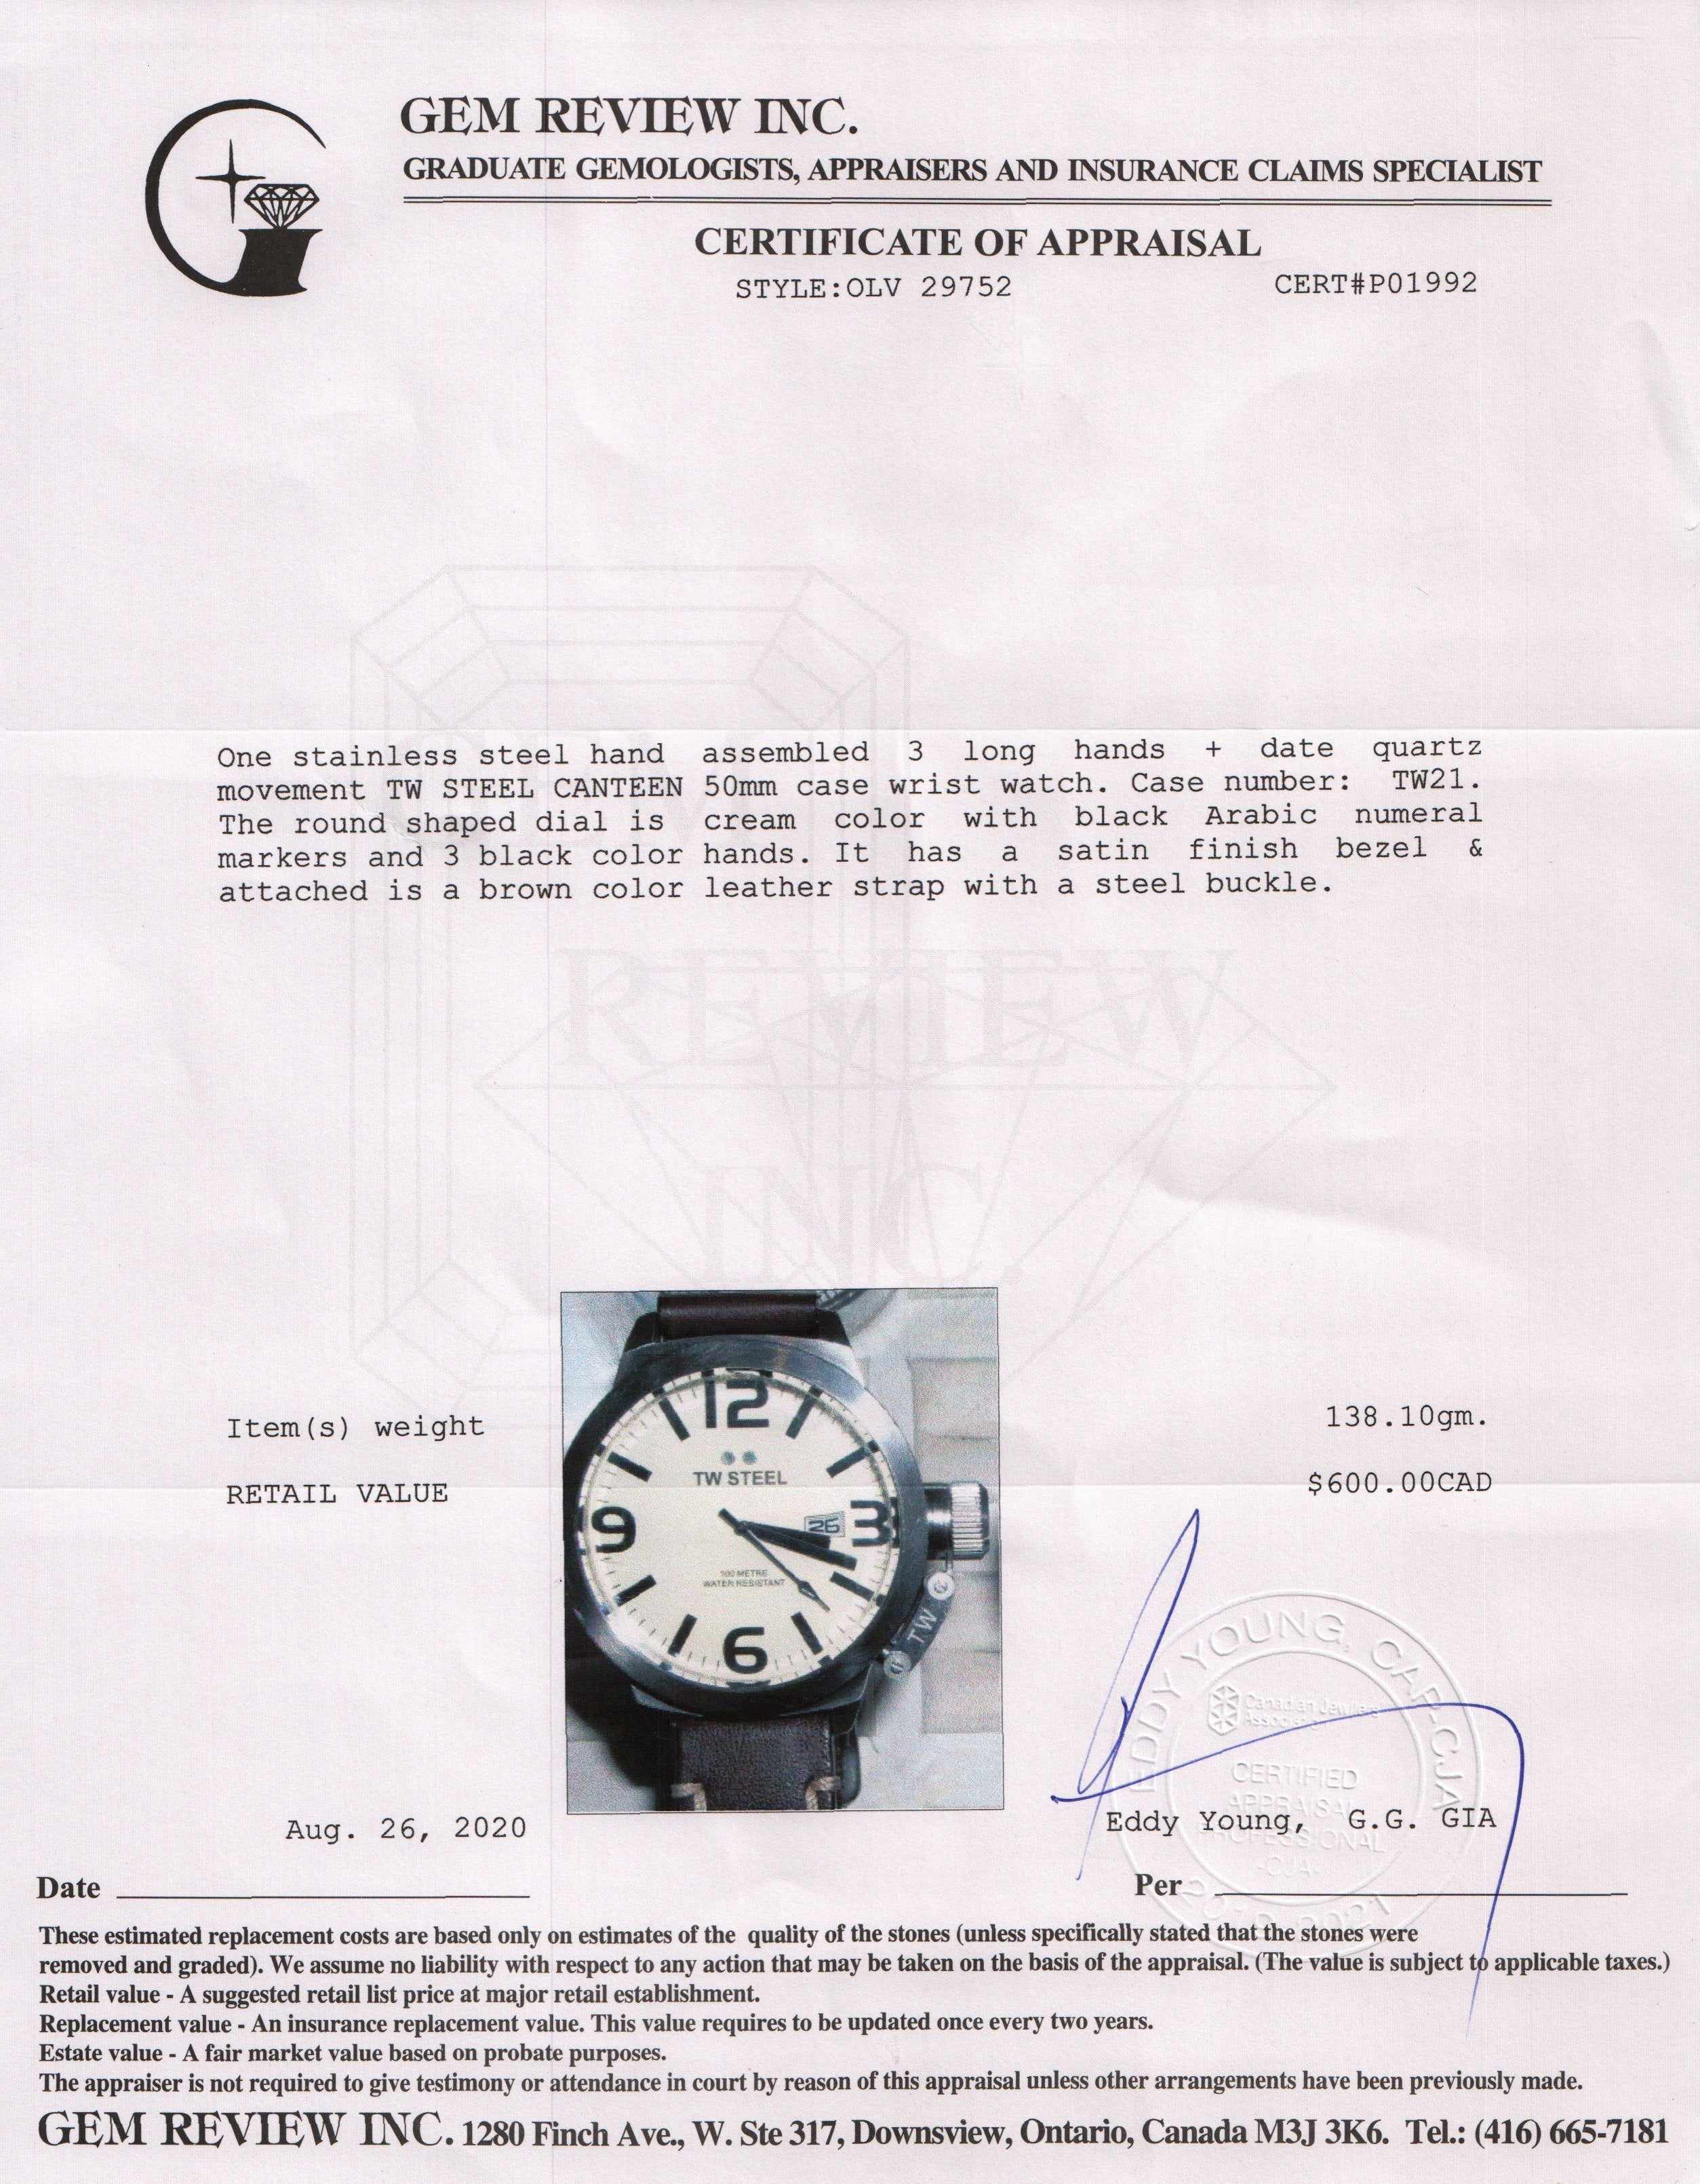 GEM REVIEW INC.
GRADUATE GEMOLOGISTS, APPRAISERS AND INSURANCE CLAIMS SPECIALIST
CERTIFICATE OF APPRAISAL
STYLE:OLV 29752 CERT#P01992
One stainless steel hand assembled 3 long hands + date quartz
movement TW STEEL CANTEEN 50mm case wrist watch. Case number: TW21.
The round shaped dial is cream color with black Arabic numeral
markers and 3 black color hands. It has a satin finish bezel &
attached is a brown color leather strap with a steel buckle.
REVIEW
INC.
12
TW STEEL
9
26
3
100 METRE
WATER RESISTANT
6
TW
Item(s) weight 138.10gm.
RETAIL VALUE $600.00CAD
EDDY YOUNG, CAP-CJA
Canadian Jewellers
Association
CERTIFIED
APPRAISAL
PROFESSIONAL
-CJA-
Aug. 26, 2020
Eddy Young, G.G. GIA
Date
Per
These estimated replacement costs are based only on estimates of the quality of the stones (unless specifically stated that the stones were
removed and graded). We assume no liability with respect to any action that may be taken on the basis of the appraisal. (The value is subject to applicable taxes.)
Retail value - A suggested retail list price at major retail establishment.
Replacement value - An insurance replacement value. This value requires to be updated once every two years.
Estate value - A fair market value based on probate purposes.
The appraiser is not required to give testimony or attendance in court by reason of this appraisal unless other arrangements have been previously made.
GEM REVIEW INC. 1280 Finch Ave., W. Ste 317, Downsview, Ontario, Canada M3J 3K6. Tel.: (416) 665-7181